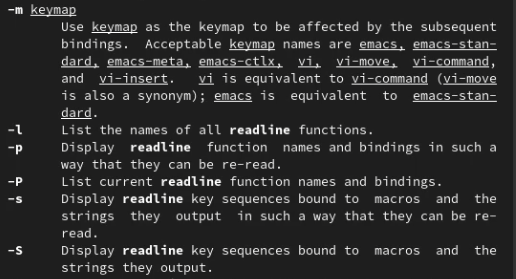 -m keymap
Use keymap as the keymap to be affected by the subsequent
bindings. Acceptable keymap names are emacs, emacs-stan-
dard, emacs-meta, emacs-ctlx, vi, vi-move, vi-command,
and vi-insert. vi is equivalent to vi-command (vi-move
is also a synonym); emacs is equivalent to emacs-stan-
dard.
-l List the names of all readline functions.
-p Display readline function names and bindings in such a
way that they can be re-read.
-P List current readline function names and bindings.
-s Display readline key sequences bound to macros and the
strings they output in such a way that they can be re-
read.
-S Display readline key sequences bound to macros and the
strings they output.